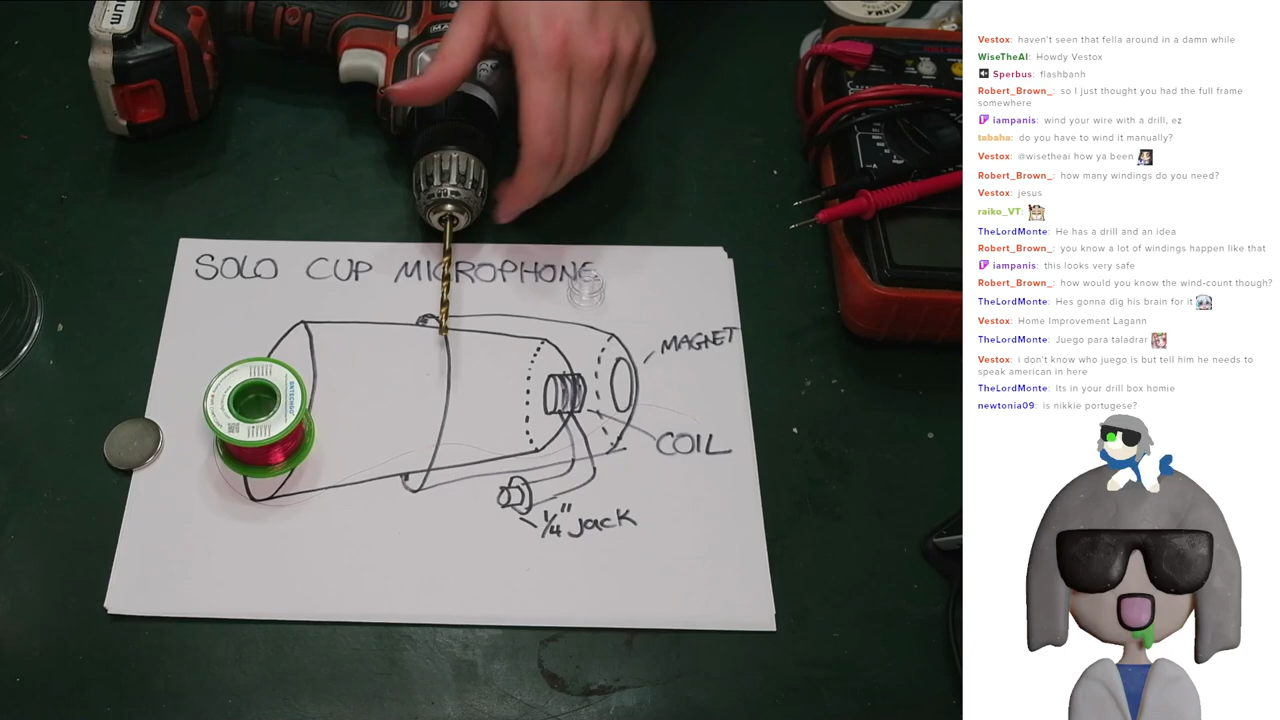 SOLO CUP MICROPHONE
MAGNET
COIL
1/4" JACK
BNTECHGO
Vestox: haven't seen that fella around in a damn while
WiseTheAI: Howdy Vestox
Sperbus: flashbanh
Robert_Brown_: so I just thought you had the full frame
somewhere
iampanis: wind your wire with a drill, ez
tabaha: do you have to wind it manually?
Vestox: @wisetheai how ya been
Robert_Brown_: how many windings do you need?
Vestox: jesus
raiko_VT:
TheLordMonte: He has a drill and an idea
Robert_Brown_: you know a lot of windings happen like that
iampanis: this looks very safe
Robert_Brown_: how would you know the wind-count though?
TheLordMonte: Hes gonna dig his brain for it
Vestox: Home Improvement Lagann
TheLordMonte: Juego para taladrar
Vestox: i don't know who juego is but tell him he needs to
speak american in here
TheLordMonte: Its in your drill box homie
newtonia09: is nikkie portugese?